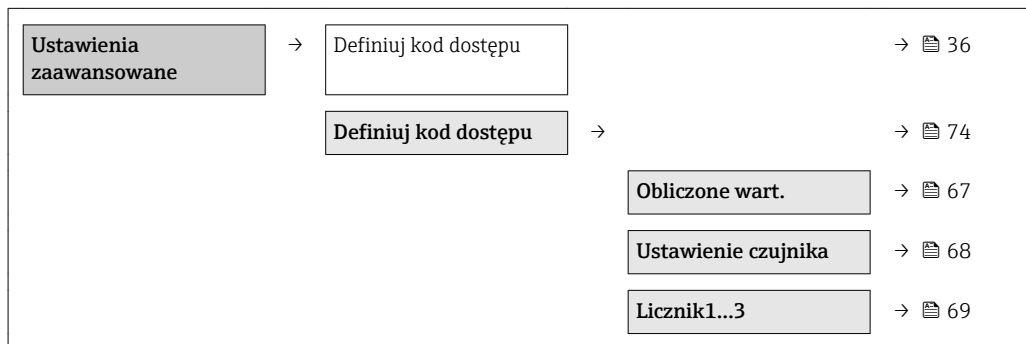 Ustawienia zaawansowane → Definiuj kod dostępu → 36
Definiuj kod dostępu → → 74
Obliczone wart. → 67
Ustawienie czujnika → 68
Licznik1...3 → 69